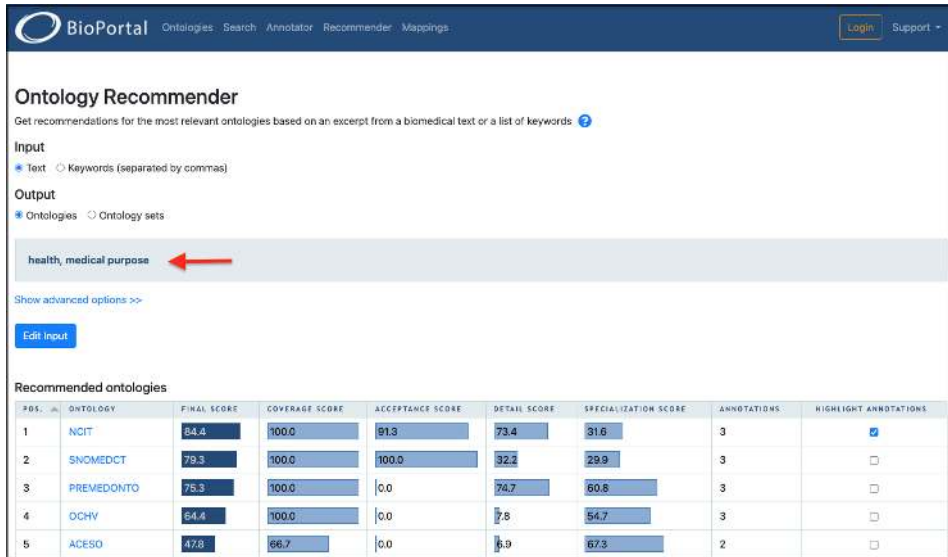 BioPortal Ontologies Search Annotator Recommender Mappings Login Support
Ontology Recommender
Get recommendations for the most relevant ontologies based on an excerpt from a biomedical text or a list of keywords ?
Input
Text Keywords (separated by commas)
Output
Ontologies Ontology sets
health, medical purpose
Show advanced options >>
Edit Input
Recommended ontologies
POS. ONTOLOGY FINAL SCORE COVERAGE SCORE ACCEPTANCE SCORE DETAIL SCORE SPECIALIZATION SCORE ANNOTATIONS HIGHLIGHT ANNOTATIONS
1 NCIT 84.4 100.0 91.3 73.4 31.6 3
2 SNOMEDCT 79.3 100.0 100.0 32.2 29.9 3
3 PREMEDONTO 75.3 100.0 0.0 74.7 60.8 3
4 OCHV 64.4 100.0 0.0 7.8 54.7 3
5 ACESO 47.8 66.7 0.0 6.9 67.3 2